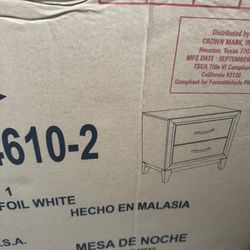 Distributed by
CROWN MARK, IN
Houston, Texas 770
MFG DATE : SEPTEMBER
TSCA Title VI Complian
California 93120
Compliant for Formaldehyde Ph
4610-2
1
FOIL WHITE
HECHO EN MALASIA
.S.A.
MESA DE NOCHE